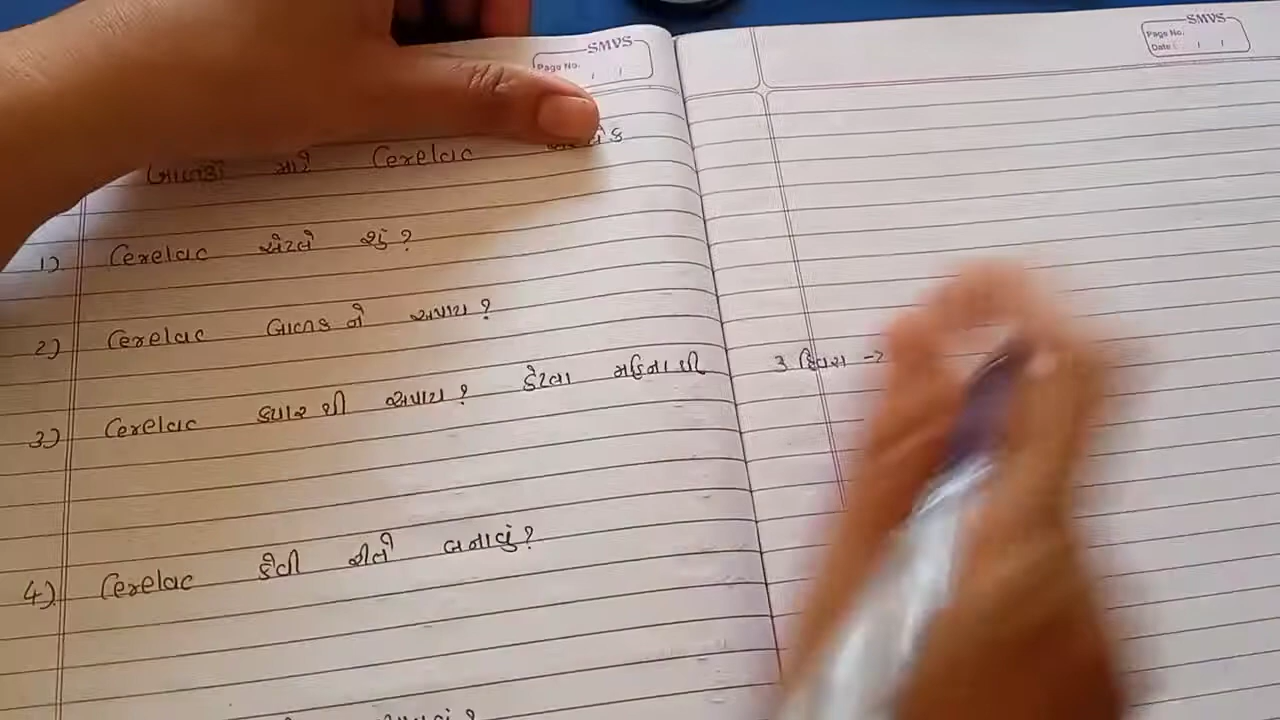 SMVS
Page No.
બાળકો માટે Cerelac
1) Cerelac એટલે શું?
2) Cerelac બાળક ને અપાય?
3) Cerelac ક્યાર થી અપાય? કેટલા મહિના થી
4) Cerelac કેવી રીતે બનાવું?
SMVS
Page No.
Date :
3 દિવસ →